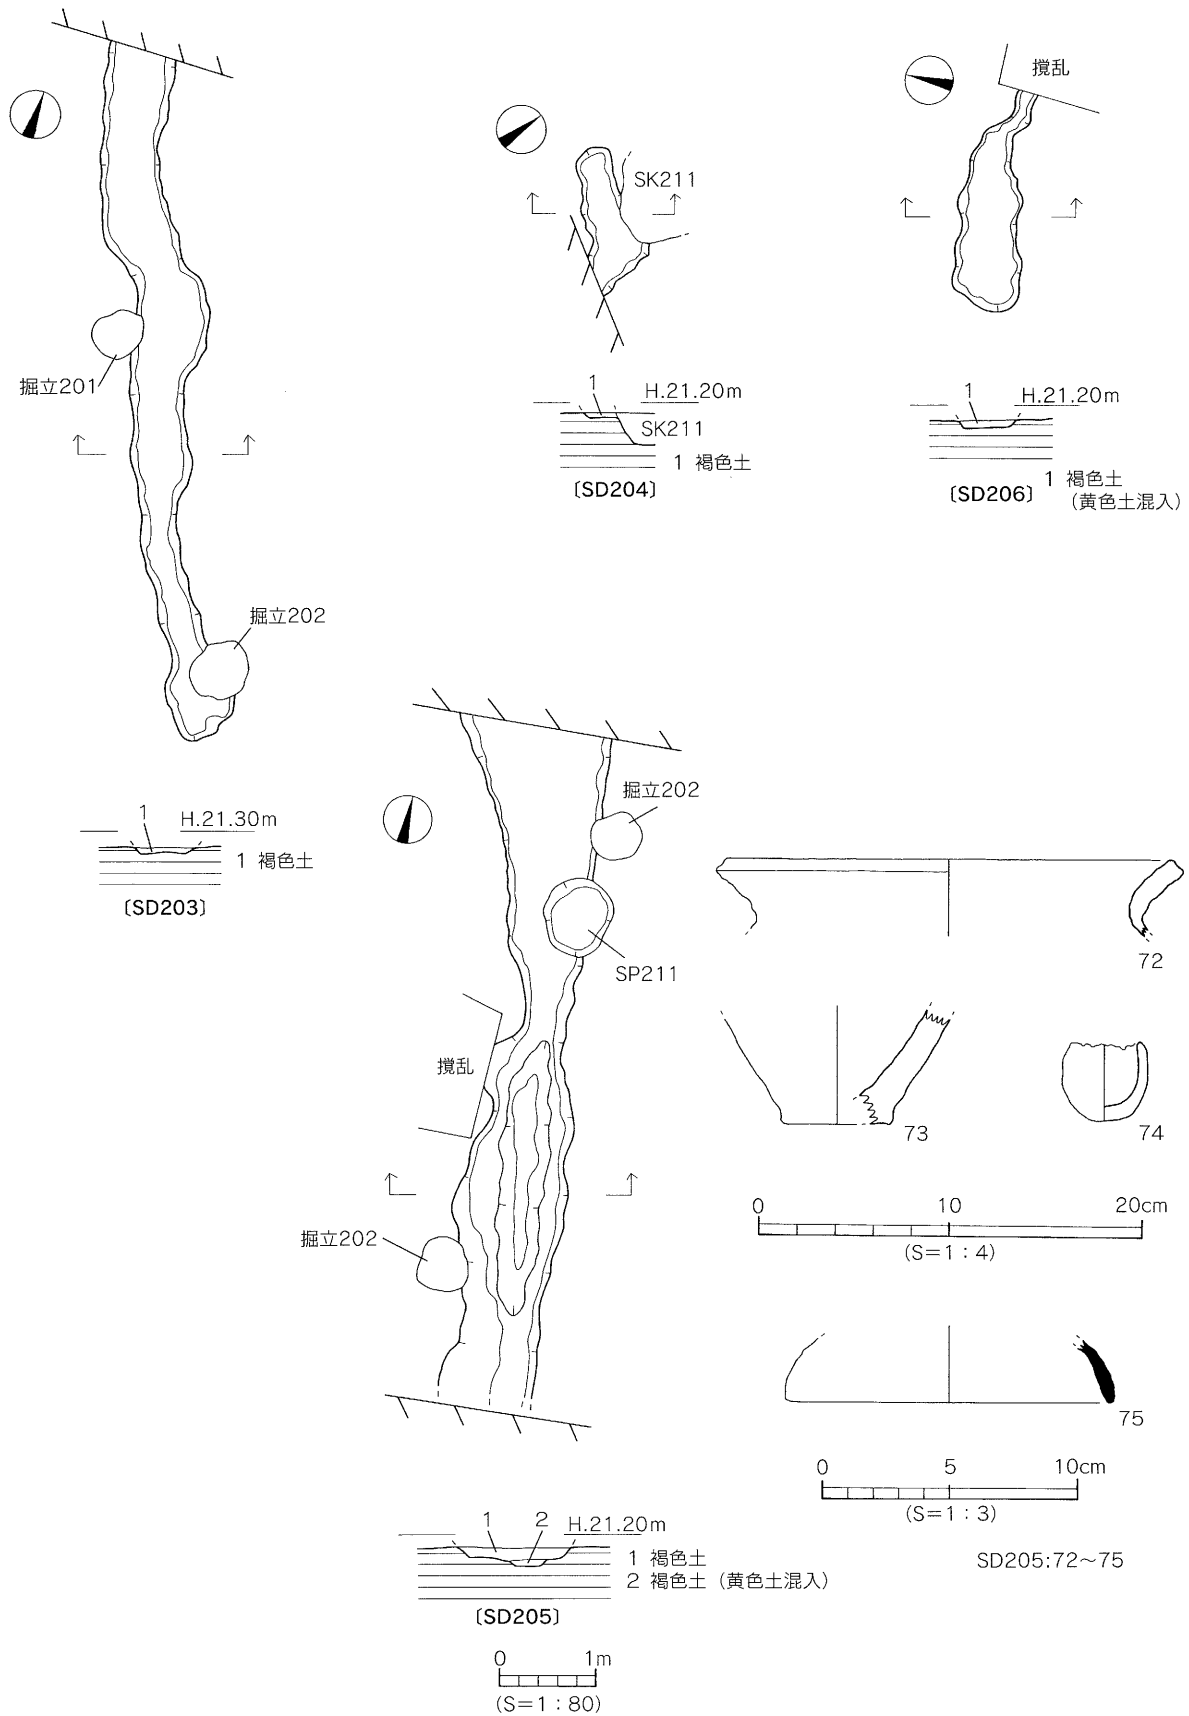 掘立201
掘立202
1
H.21.30m
1 褐色土
〔SD203〕
SK211
1
H.21.20m
SK211
1 褐色土
〔SD204〕
撹乱
1
H.21.20m
1 褐色土
(黄色土混入)
〔SD206〕
掘立202
SP211
撹乱
掘立202
1 2 H.21.20m
1 褐色土
2 褐色土（黄色土混入）
〔SD205〕
0 1m
(S=1：80)
72
73
74
0 10 20cm
(S=1：4)
75
0 5 10cm
(S=1：3)
SD205:72～75